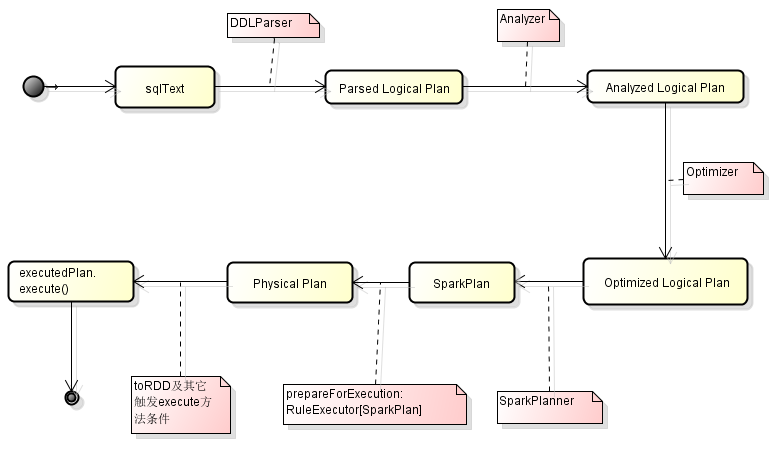 DDLParser
Analyzer
sqlText
Parsed Logical Plan
Analyzed Logical Plan
Optimizer
executedPlan.
execute()
Physical Plan
SparkPlan
Optimized Logical Plan
toRDD及其它
触发execute方
法条件
prepareForExecution:
RuleExecutor[SparkPlan]
SparkPlanner